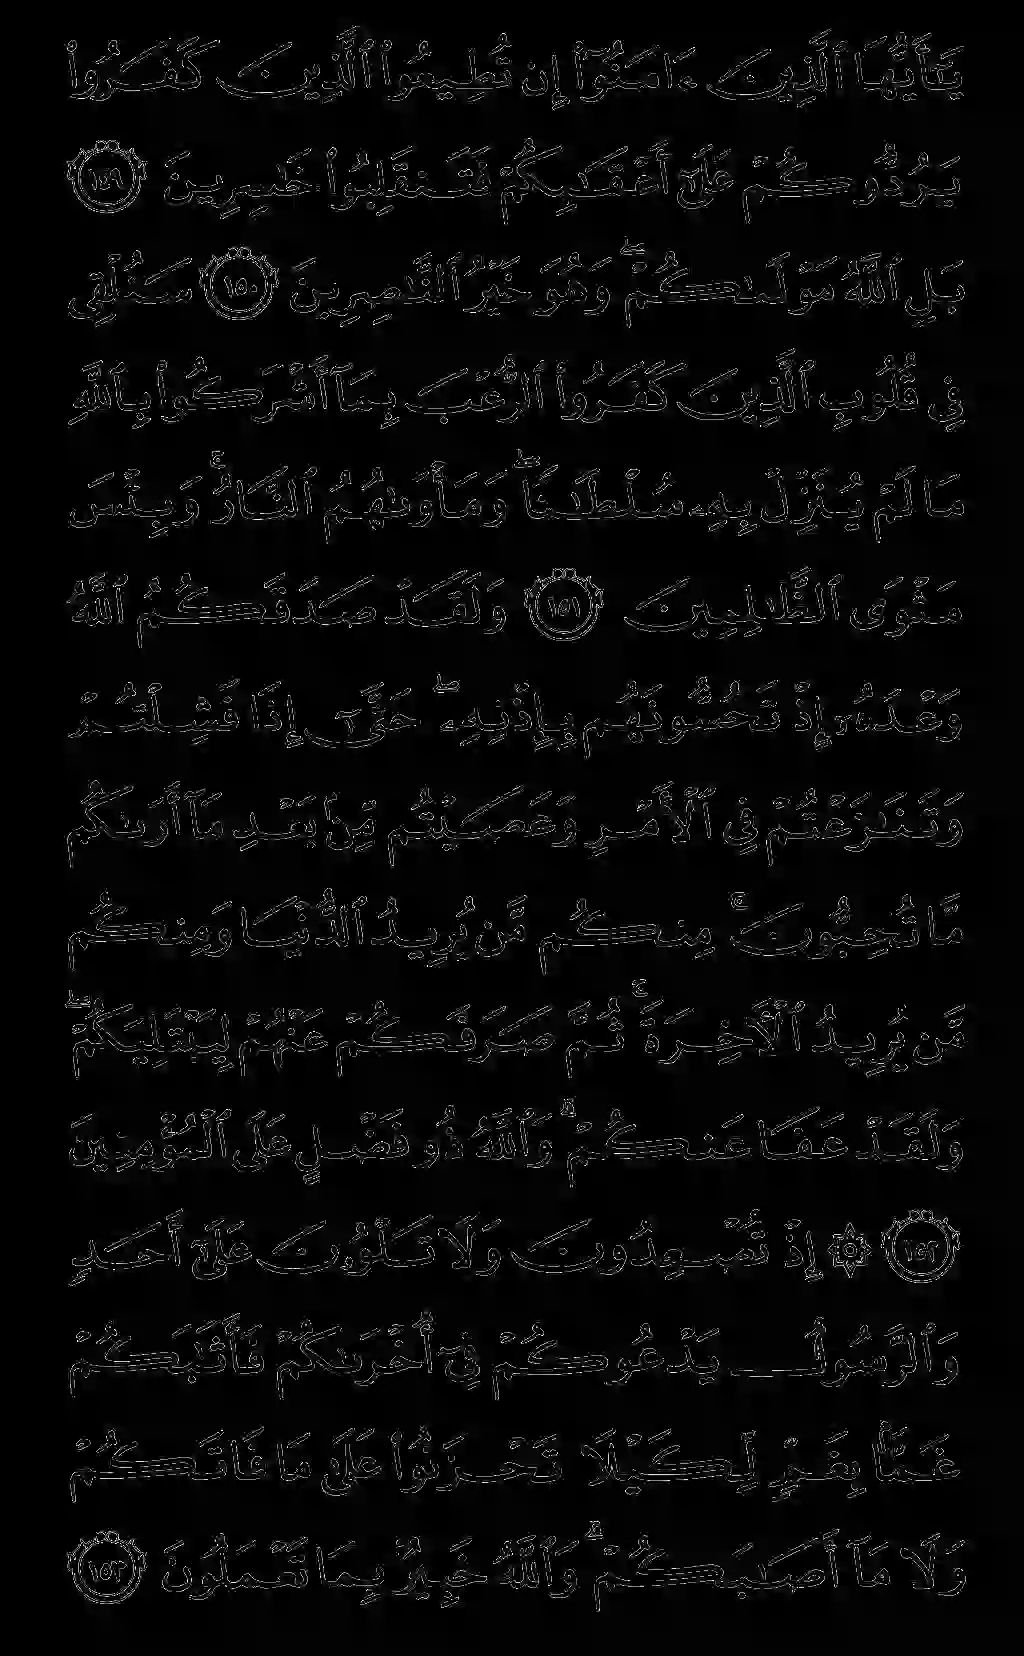 يَـٰٓأَيُّهَا ٱلَّذِينَ ءَامَنُوٓا۟ إِن تُطِيعُوا۟ ٱلَّذِينَ كَفَرُوا۟
يَرُدُّوكُمْ عَلَىٰٓ أَعْقَـٰبِكُمْ فَتَنقَلِبُوا۟ خَـٰسِرِينَ ١٤٩
بَلِ ٱللَّهُ مَوْلَىٰكُمْ ۖ وَهُوَ خَيْرُ ٱلنَّـٰصِرِينَ ١٥٠ سَنُلْقِى
فِى قُلُوبِ ٱلَّذِينَ كَفَرُوا۟ ٱلرُّعْبَ بِمَآ أَشْرَكُوا۟ بِٱللَّهِ
مَا لَمْ يُنَزِّلْ بِهِۦ سُلْطَـٰنًا ۖ وَمَأْوَىٰهُمُ ٱلنَّارُ ۚ وَبِئْسَ
مَثْوَى ٱلظَّـٰلِمِينَ ١٥١ وَلَقَدْ صَدَقَكُمُ ٱللَّهُ
وَعْدَهُۥٓ إِذْ تَحُسُّونَهُم بِإِذْنِهِۦ ۖ حَتَّىٰٓ إِذَا فَشِلْتُمْ
وَتَنَـٰزَعْتُمْ فِى ٱلْأَمْرِ وَعَصَيْتُم مِّنۢ بَعْدِ مَآ أَرَىٰكُم
مَّا تُحِبُّونَ ۚ مِنكُم مَّن يُرِيدُ ٱلدُّنْيَا وَمِنكُم
مَّن يُرِيدُ ٱلْـَٔاخِرَةَ ۚ ثُمَّ صَرَفَكُمْ عَنْهُمْ لِيَبْتَلِيَكُمْ ۖ
وَلَقَدْ عَفَا عَنكُمْ ۗ وَٱللَّهُ ذُو فَضْلٍ عَلَى ٱلْمُؤْمِنِينَ
١٥٢ ۞ إِذْ تُصْعِدُونَ وَلَا تَلْوُۥنَ عَلَىٰٓ أَحَدٍ
وَٱلرَّسُولُ يَدْعُوكُمْ فِىٓ أُخْرَىٰكُمْ فَأَثَـٰبَكُمْ
غَمًّۢا بِغَمٍّ لِّكَيْلَا تَحْزَنُوا۟ عَلَىٰ مَا فَاتَكُمْ
وَلَا مَآ أَصَـٰبَكُمْ ۗ وَٱللَّهُ خَبِيرٌۢ بِمَا تَعْمَلُونَ ١٥٣